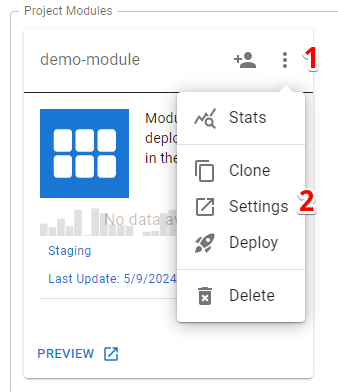 Project Modules
demo-module
1
Modu
deplo
in the
No data av
Staging
Last Update: 5/9/2024
PREVIEW
Stats
Clone
Settings
2
Deploy
Delete